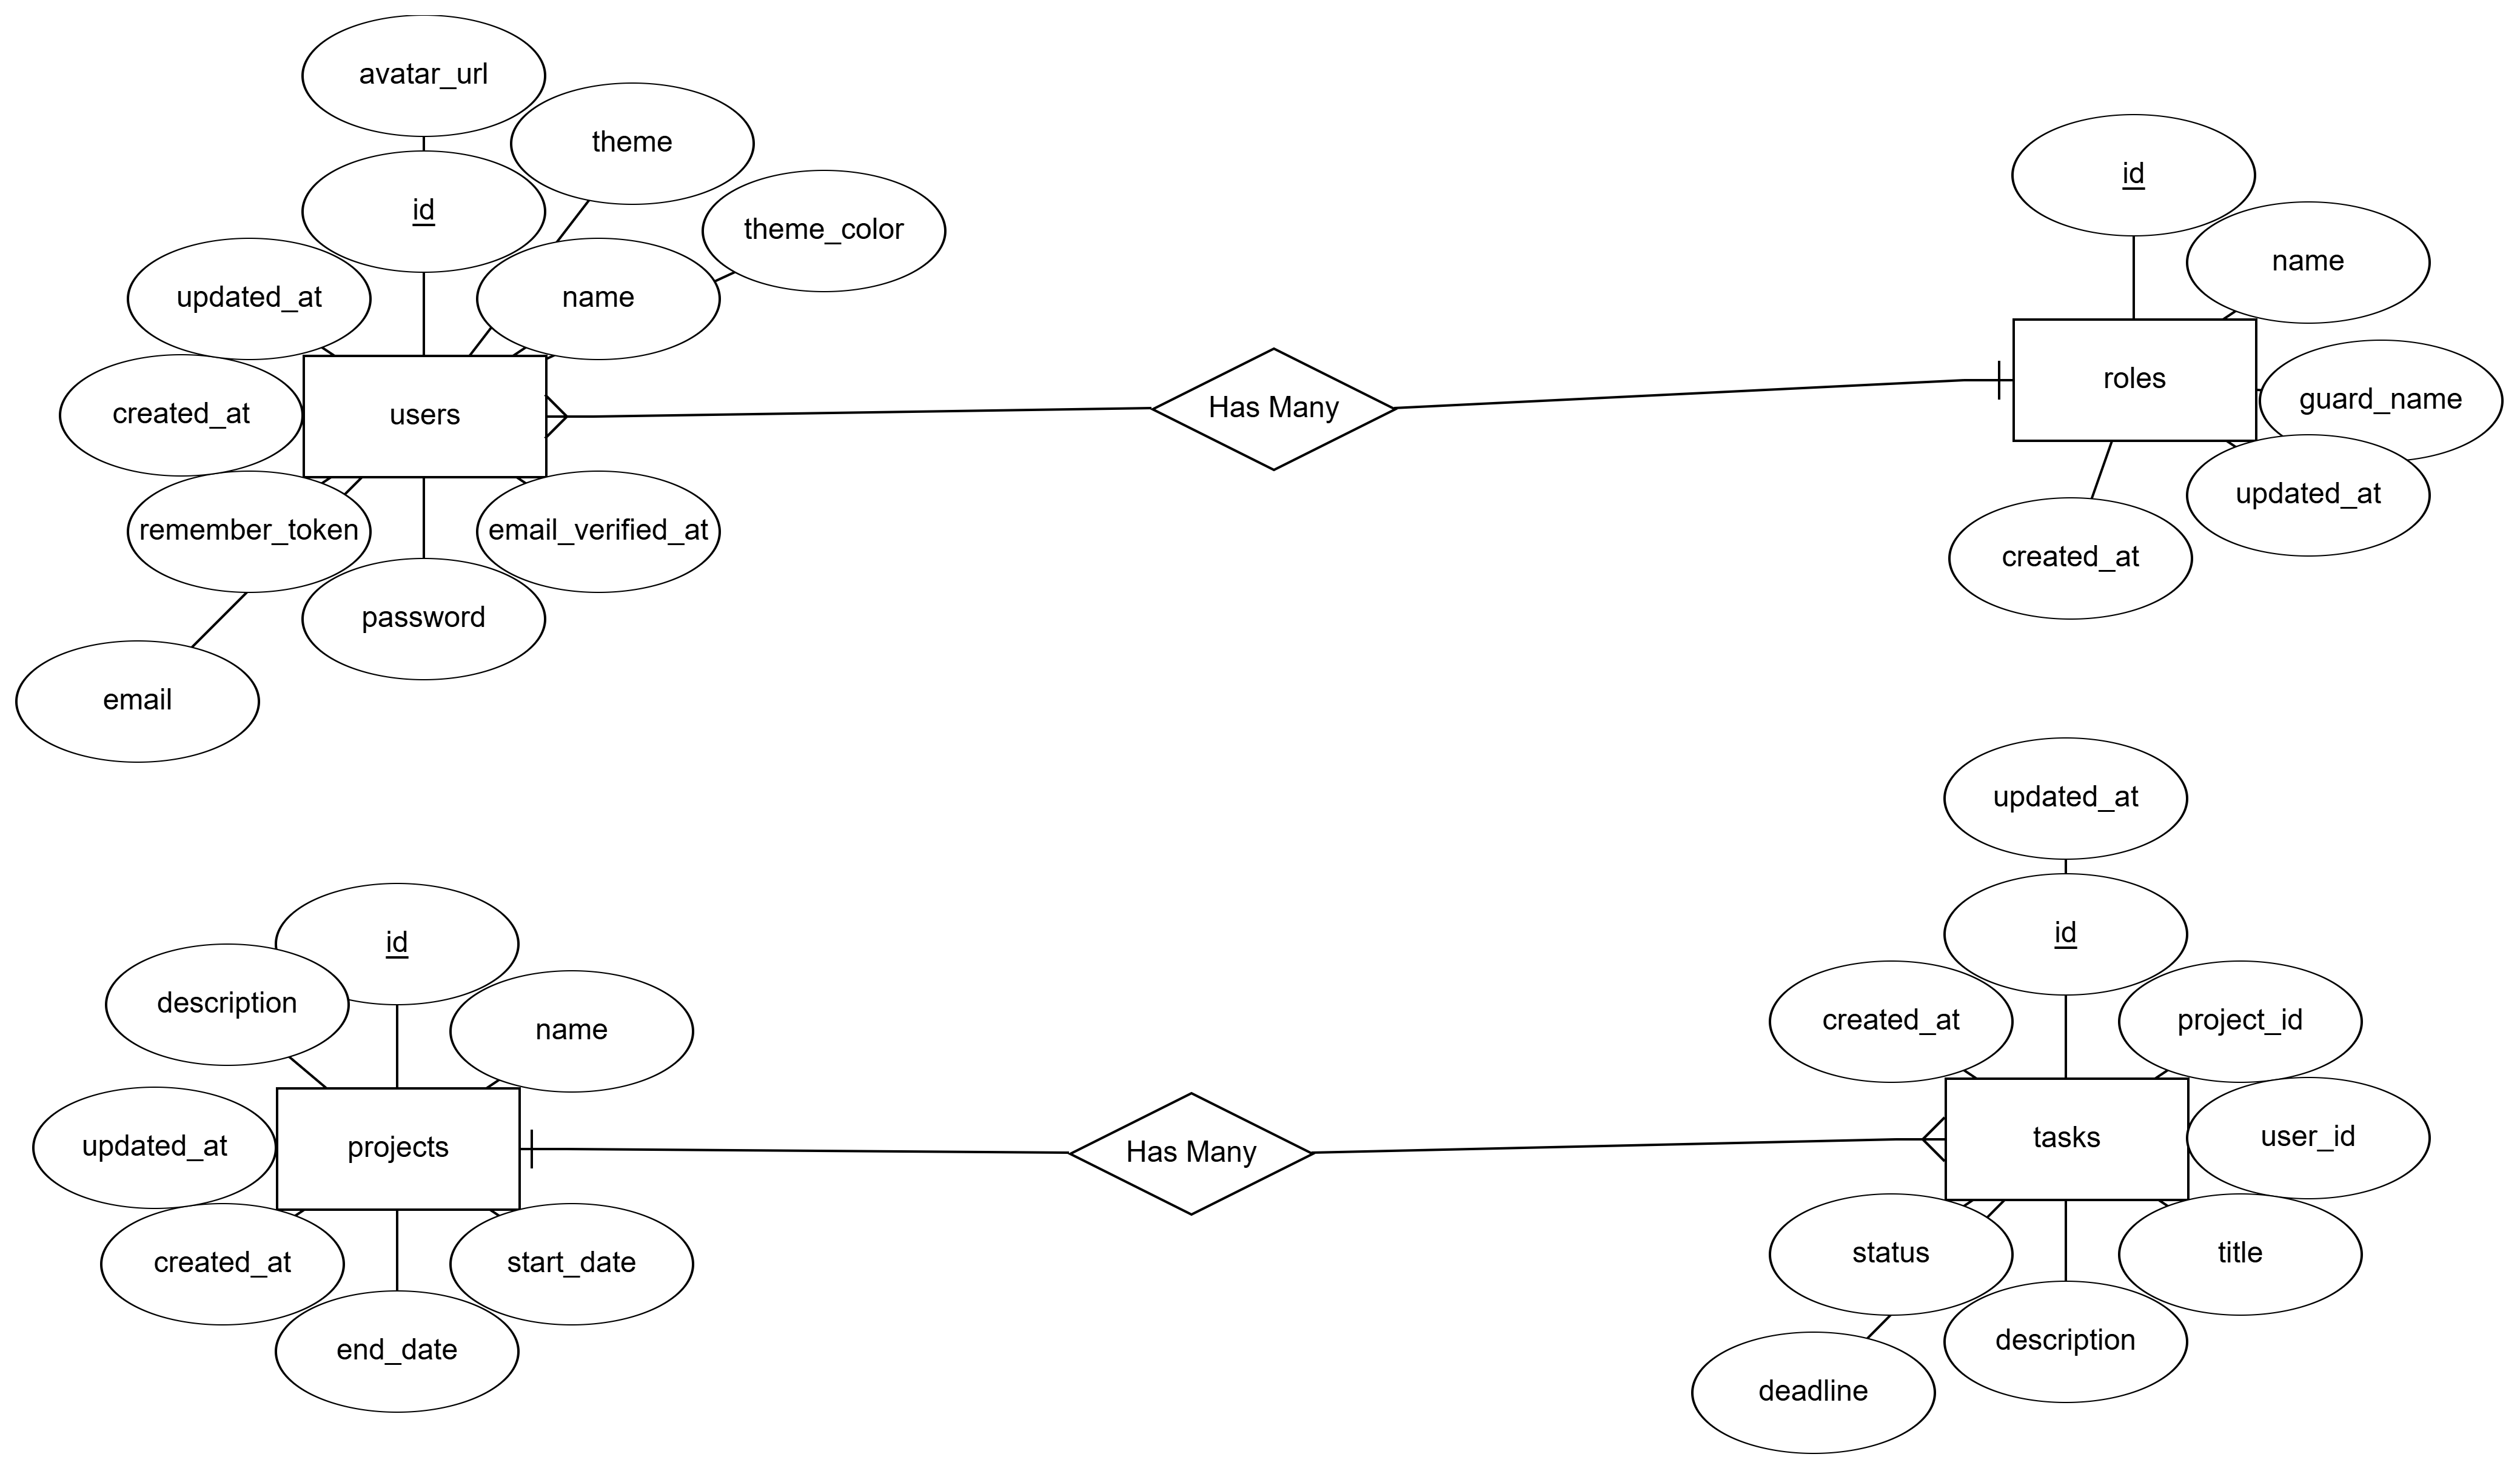 avatar_url
theme
id
theme_color
updated_at
name
created_at
users
remember_token
email_verified_at
password
email
Has Many
id
name
roles
guard_name
updated_at
created_at
id
description
name
updated_at
projects
created_at
start_date
end_date
Has Many
updated_at
id
created_at
project_id
tasks
user_id
status
title
description
deadline